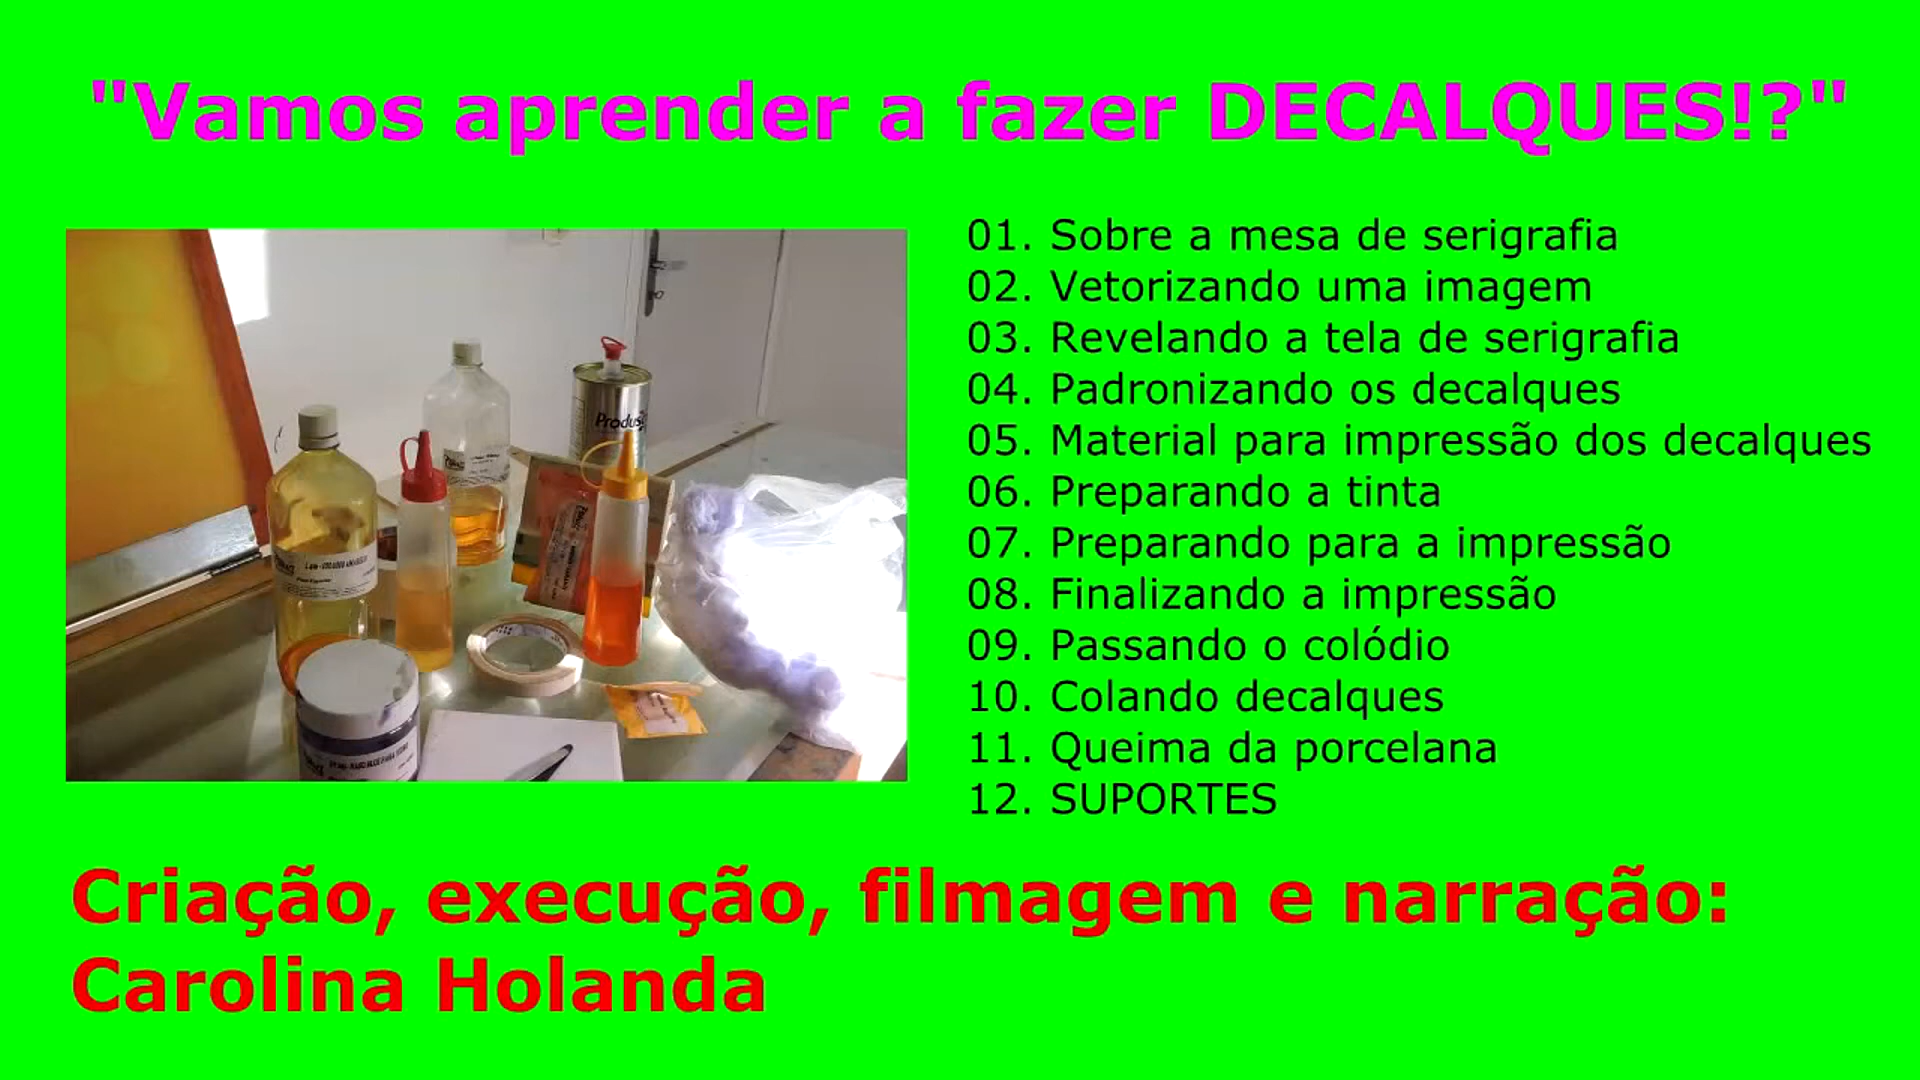 "Vamos aprender a fazer DECALQUES!?"
01. Sobre a mesa de serigrafia
02. Vetorizando uma imagem
03. Revelando a tela de serigrafia
04. Padronizando os decalques
05. Material para impressão dos decalques
06. Preparando a tinta
07. Preparando para a impressão
08. Finalizando a impressão
09. Passando o colódio
10. Colando decalques
11. Queima da porcelana
12. SUPORTES
Criação, execução, filmagem e narração:
Carolina Holanda